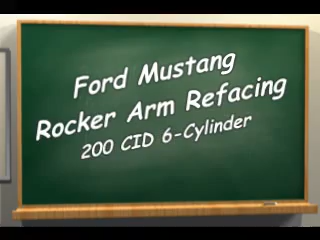 Ford Mustang
Rocker Arm Refacing
200 CID 6-Cylinder